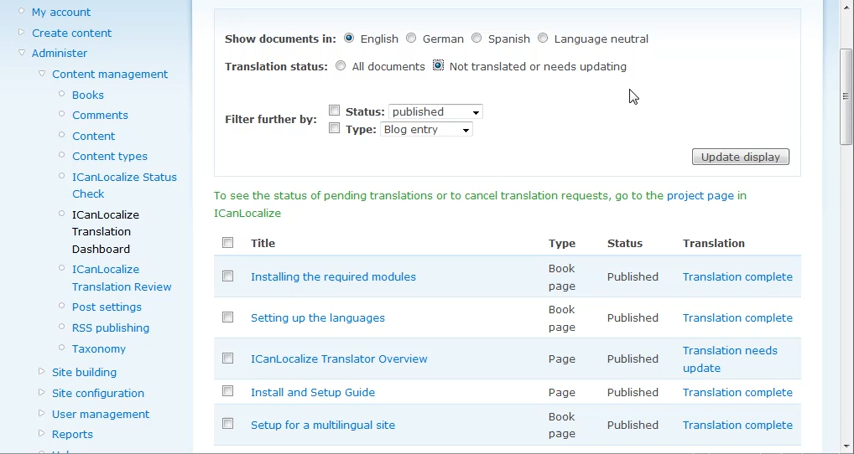 My account
Create content
Administer
Content management
Books
Comments
Content
Content types
ICanLocalize Status
Check
ICanLocalize
Translation
Dashboard
ICanLocalize
Translation Review
Post settings
RSS publishing
Taxonomy
Site building
Site configuration
User management
Reports
Show documents in: English German Spanish Language neutral
Translation status: All documents Not translated or needs updating
Filter further by:
Status: published
Type: Blog entry
Update display
To see the status of pending translations or to cancel translation requests, go to the project page in
ICanLocalize
Title Type Status Translation
Installing the required modules Book page Published Translation complete
Setting up the languages Book page Published Translation complete
ICanLocalize Translator Overview Page Published Translation needs update
Install and Setup Guide Page Published Translation complete
Setup for a multilingual site Book page Published Translation complete